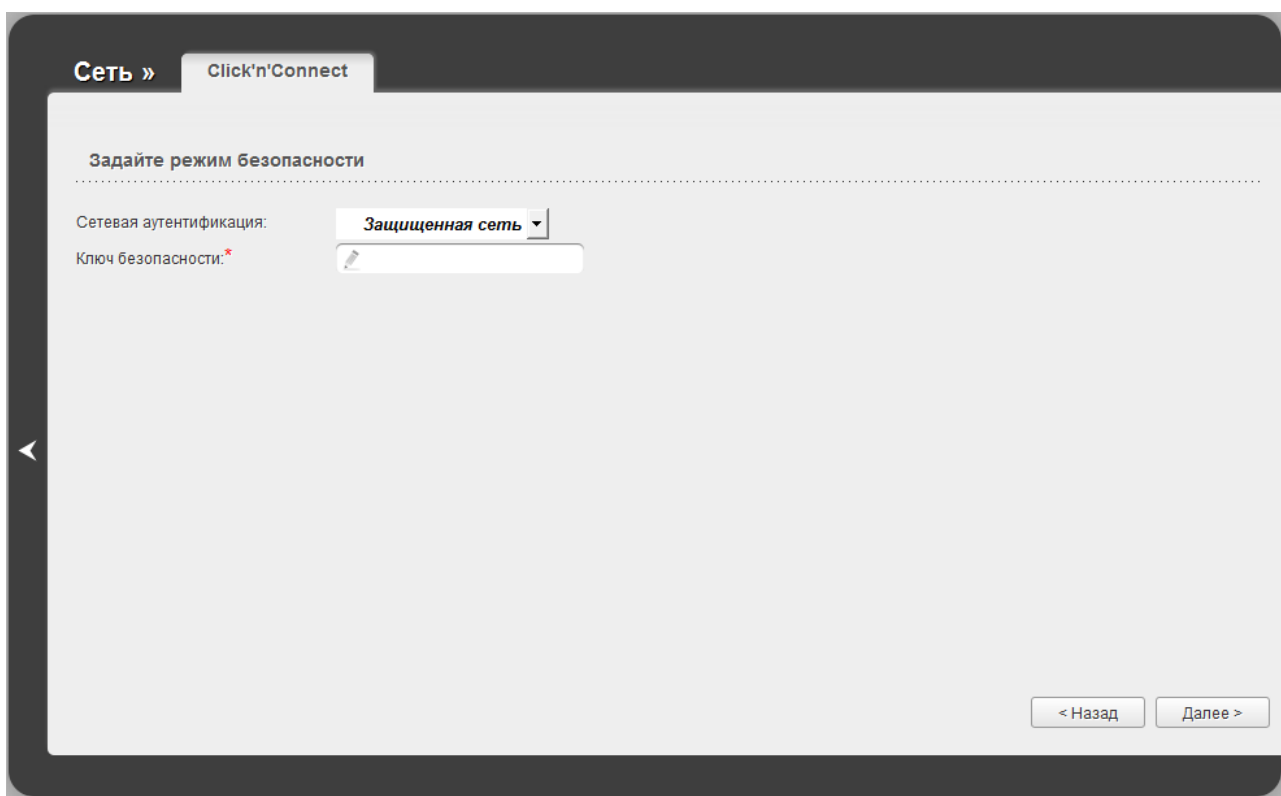 Сеть » Click'n'Connect
Задайте режим безопасности
Сетевая аутентификация: Защищенная сеть
Ключ безопасности:*
< Назад Далее >